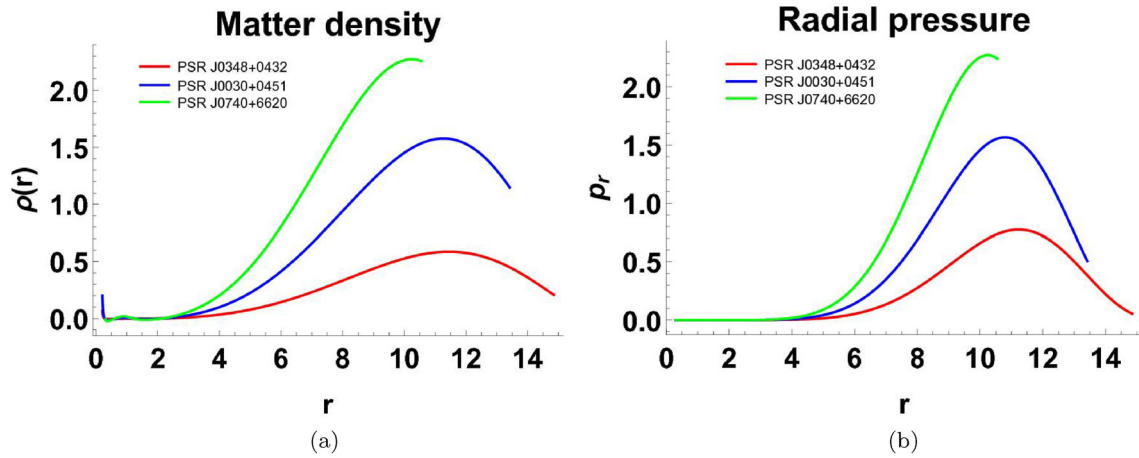 Matter density
PSR J0348+0432
PSR J0030+0451
PSR J0740+6620
ρ(r)
2.0
1.5
1.0
0.5
0.0
0 2 4 6 8 10 12 14
r
(a)
Radial pressure
PSR J0348+0432
PSR J0030+0451
PSR J0740+6620
pr
2.0
1.5
1.0
0.5
0.0
2 4 6 8 10 12 14
r
(b)